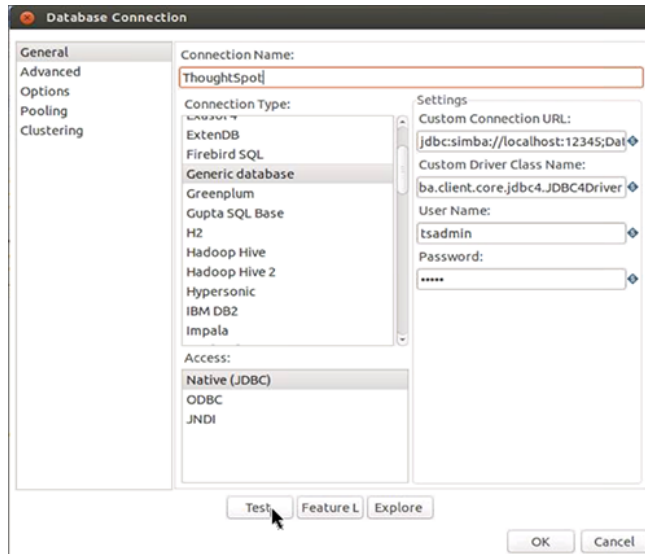 Database Connection
General
Advanced
Options
Pooling
Clustering
Connection Name:
ThoughtSpot
Connection Type:
ExtenDB
Firebird SQL
Generic database
Greenplum
Gupta SQL Base
H2
Hadoop Hive
Hadoop Hive 2
Hypersonic
IBM DB2
Impala
Access:
Native (JDBC)
ODBC
JNDI
Settings
Custom Connection URL:
jdbc:simba://localhost:12345;Dat
Custom Driver Class Name:
ba.client.core.jdbc4.JDBC4Driver
User Name:
tsadmin
Password:
•••••
Test
Feature L
Explore
OK
Cancel